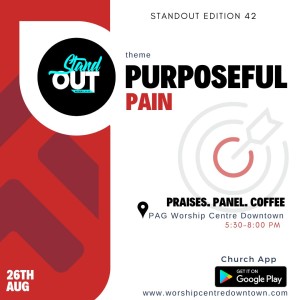 STANDOUT EDITION 42
Stand
OUT
theme
PURPOSEFUL
PAIN
PRAISES. PANEL. COFFEE
PAG Worship Centre Downtown
5:30-8:00 PM
26TH
AUG
Church App
GET IT ON
Google Play
www.worshipcentredowntown.com